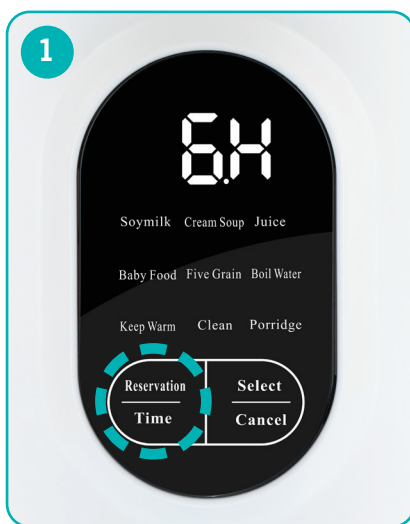 1
6.H
Soymilk Cream Soup Juice
Baby Food Five Grain Boil Water
Keep Warm Clean Porridge
Reservation Select
Time Cancel